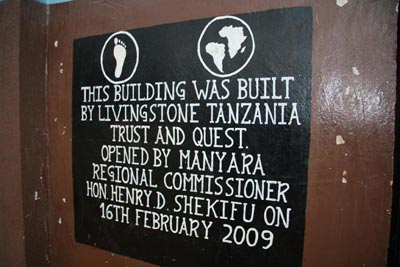 THIS BUILDING WAS BUILT
BY LIVINGSTONE TANZANIA
TRUST AND QUEST.
OPENED BY MANYARA
REGIONAL COMMISSIONER
HON HENRY D. SHEKIFU ON
16TH FEBRUARY 2009